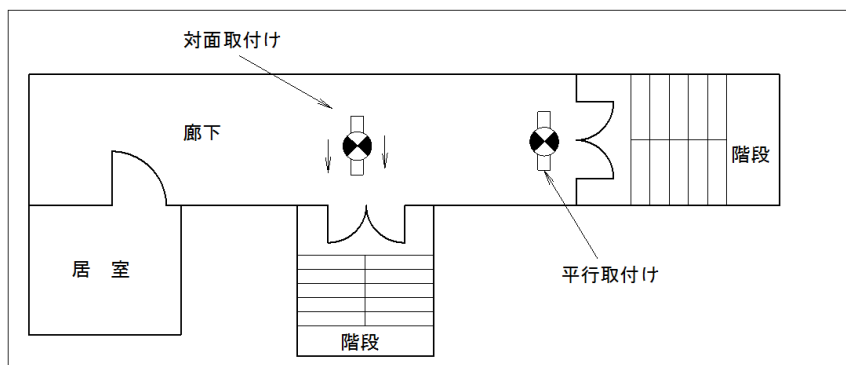 対面取付け
廊下
階段
居　室
平行取付け
階段